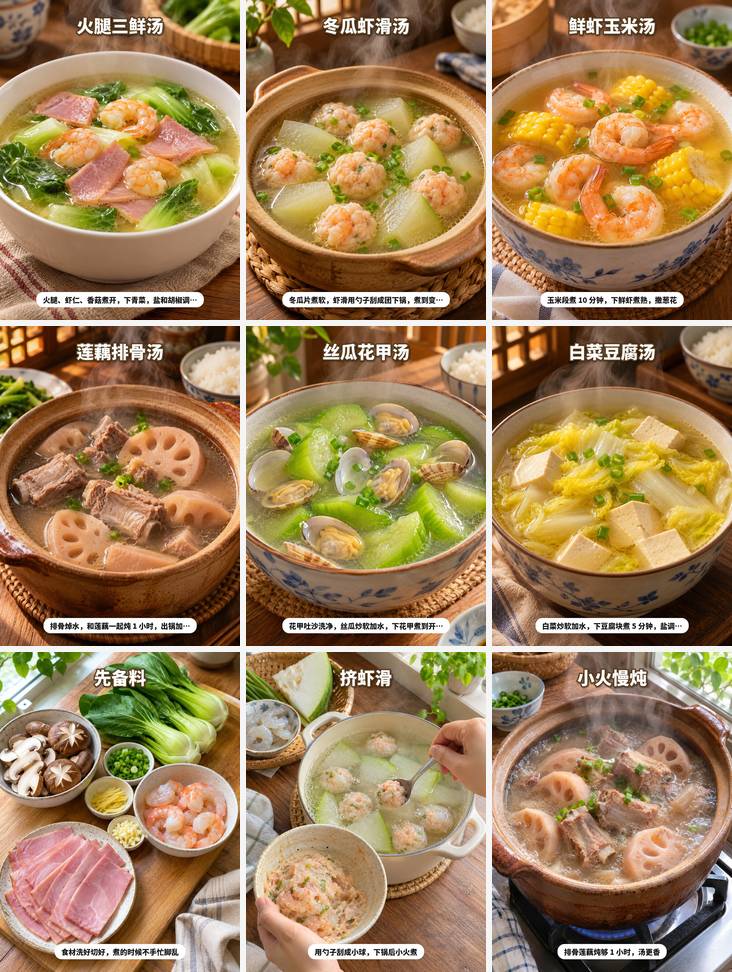 火腿三鲜汤
火腿、虾仁、香菇煮开，下青菜，盐和胡椒调…
冬瓜虾滑汤
冬瓜片煮软，虾滑用勺子刮成团下锅，煮到变…
鲜虾玉米汤
玉米段煮 10 分钟，下鲜虾煮熟，撒葱花
莲藕排骨汤
排骨焯水，和莲藕一起炖 1 小时，出锅加…
丝瓜花甲汤
花甲吐沙洗净，丝瓜炒软加水，下花甲煮到开…
白菜豆腐汤
白菜炒软加水，下豆腐块煮 5 分钟，盐调…
先备料
食材洗好切好，煮的时候不手忙脚乱
挤虾滑
用勺子刮成小球，下锅后小火煮
小火慢炖
排骨莲藕炖够 1 小时，汤更香